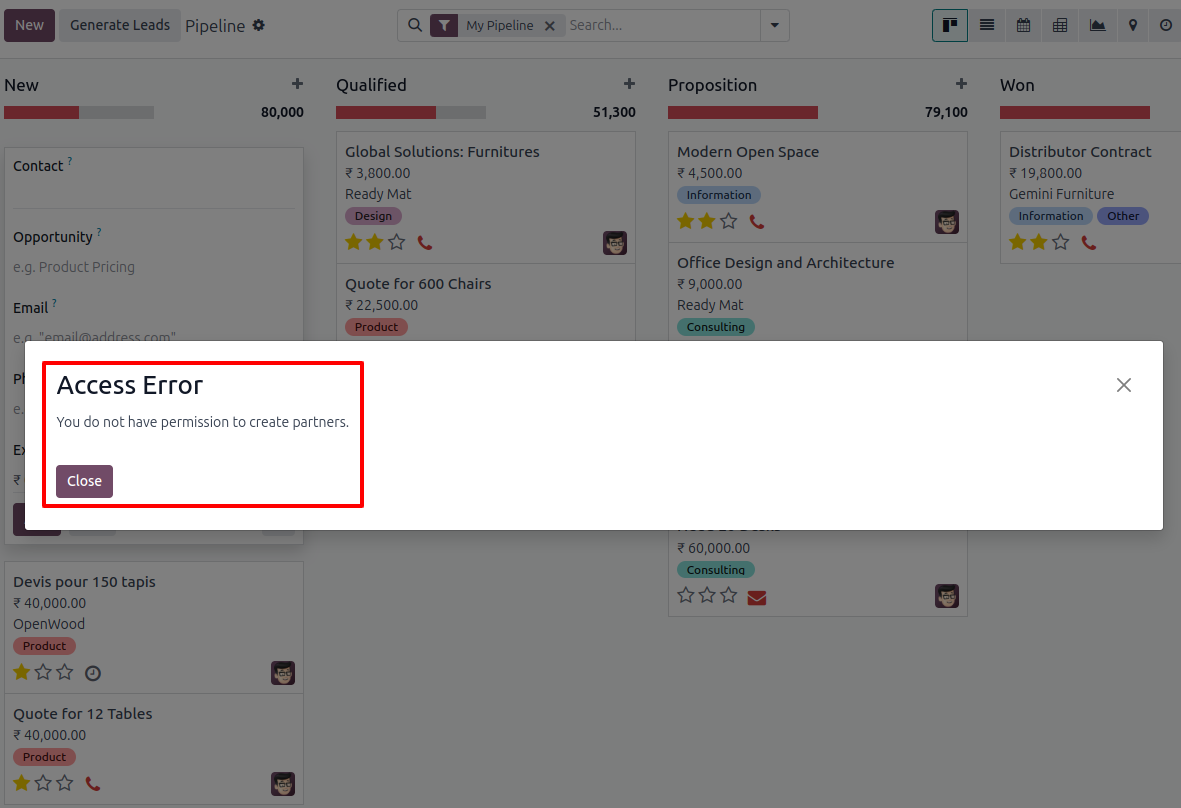 New Generate Leads Pipeline My Pipeline Search...
New + 80,000
Qualified + 51,300
Proposition + 79,100
Won
Contact ?
Opportunity ?
e.g. Product Pricing
Email ?
e.g. "email@address.com"
₹
Devis pour 150 tapis
₹ 40,000.00
OpenWood
Product
Quote for 12 Tables
₹ 40,000.00
Product
Global Solutions: Furnitures
₹ 3,800.00
Ready Mat
Design
Quote for 600 Chairs
₹ 22,500.00
Product
Modern Open Space
₹ 4,500.00
Information
Office Design and Architecture
₹ 9,000.00
Ready Mat
Consulting
₹ 60,000.00
Consulting
Distributor Contract
₹ 19,800.00
Gemini Furniture
Information Other
Access Error
You do not have permission to create partners.
Close